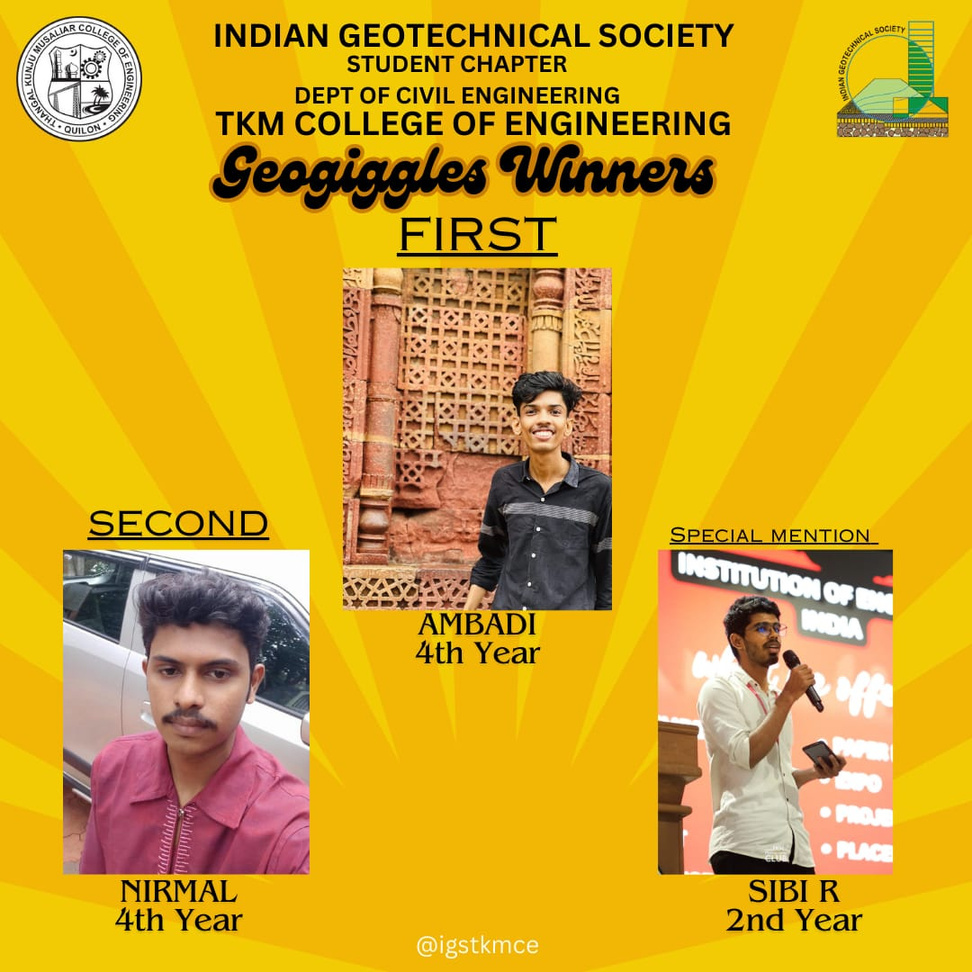 THANGAL KUNJU MUSALIAR COLLEGE OF ENGINEERING
• QUILON •
INDIAN GEOTECHNICAL SOCIETY
INDIAN GEOTECHNICAL SOCIETY
STUDENT CHAPTER
DEPT OF CIVIL ENGINEERING
TKM COLLEGE OF ENGINEERING
Geogiggles Winners
FIRST
AMBADI
4th Year
SECOND
NIRMAL
4th Year
SPECIAL MENTION
INSTITUTION OF
INDIA
SIBI R
2nd Year
@igstkmce